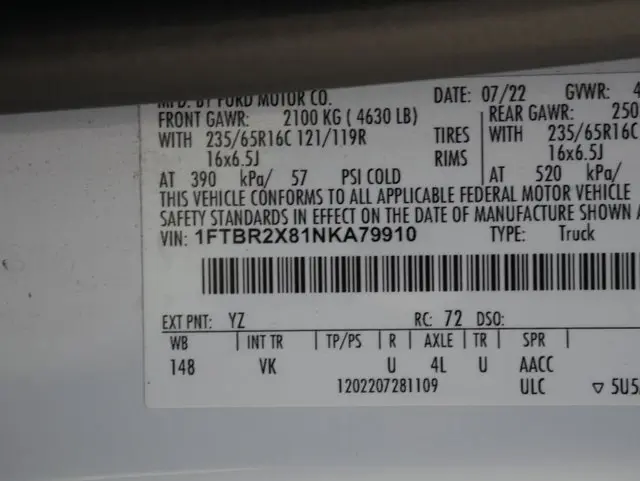 MFD. BY FORD MOTOR CO. DATE: 07/22 GVWR: 4
FRONT GAWR: 2100 KG ( 4630 LB) REAR GAWR: 250
WITH 235/65R16C 121/119R TIRES WITH 235/65R16C
16x6.5J RIMS 16x6.5J
AT 390 kPa/ 57 PSI COLD AT 520 kPa/
THIS VEHICLE CONFORMS TO ALL APPLICABLE FEDERAL MOTOR VEHICLE
SAFETY STANDARDS IN EFFECT ON THE DATE OF MANUFACTURE SHOWN A
VIN: 1FTBR2X81NKA79910 TYPE: Truck
EXT PNT: YZ RC: 72 DSO:
WB | INT TR | TP/PS | R | AXLE | TR | SPR |
148 VK U 4L U AACC
1202207281109 ULC ▽ 5U5